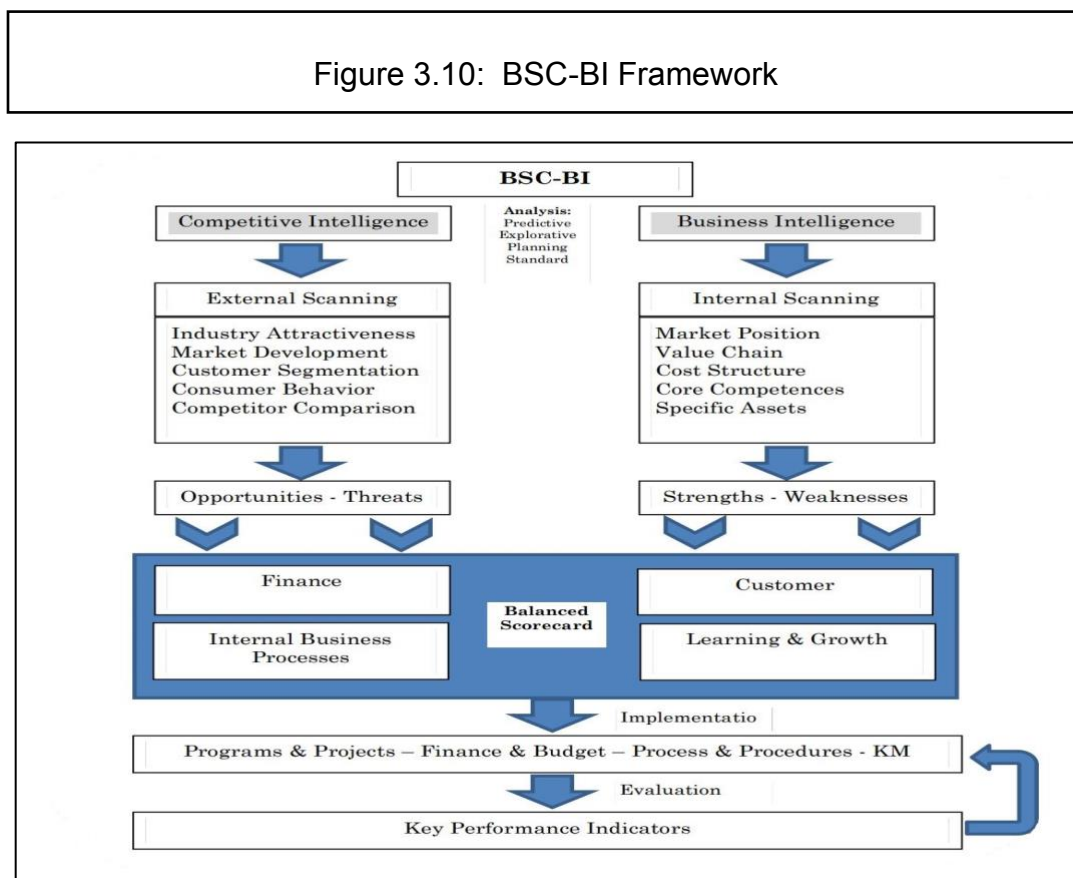 Figure 3.10: BSC-BI Framework
BSC-BI
Competitive Intelligence
Analysis:
Predictive
Explorative
Planning
Standard
Business Intelligence
External Scanning
Industry Attractiveness
Market Development
Customer Segmentation
Consumer Behavior
Competitor Comparison
Internal Scanning
Market Position
Value Chain
Cost Structure
Core Competences
Specific Assets
Opportunities - Threats
Strengths - Weaknesses
Finance
Internal Business
Processes
Balanced
Scorecard
Customer
Learning & Growth
Implementatio
Programs & Projects – Finance & Budget – Process & Procedures - KM
Evaluation
Key Performance Indicators